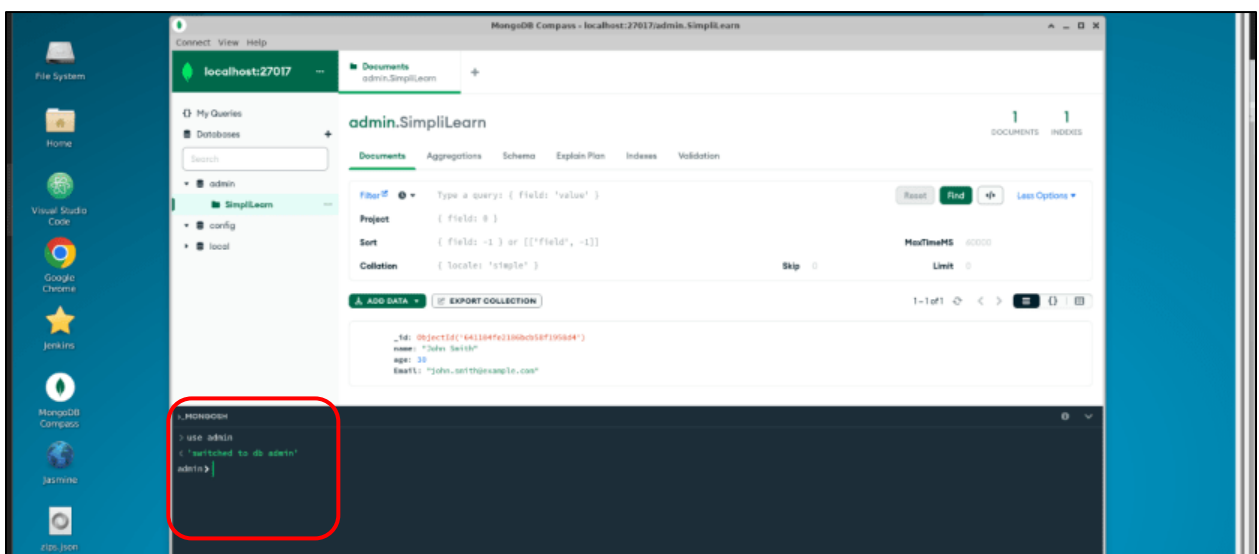 MongoDB Compass - localhost:27017/admin.SimpliLearn
Connect View Help
File System
Home
Visual Studio
Code
Google
Chrome
Jenkins
MongoDB
Compass
Jasmine
zips.json
localhost:27017 ...
My Queries
Databases +
Search
admin
SimpliLearn ...
config
local
Documents
admin.SimpliLearn
+
admin.SimpliLearn
1 DOCUMENTS
1 INDEXES
Documents Aggregations Schema Explain Plan Indexes Validation
Filter Type a query: { field: 'value' } Reset Find </> Less Options
Project { field: 0 }
Sort { field: -1 } or [['field', -1]] MaxTimeMS 60000
Collation { locale: 'simple' } Skip 0 Limit 0
ADD DATA EXPORT COLLECTION 1-1 of 1 < > {}
_id: ObjectId(
name: "John Smith"
age: 30
Email: "john.smith@example.com"
>_MONGOSH
> use admin
< 'switched to db admin'
admin>